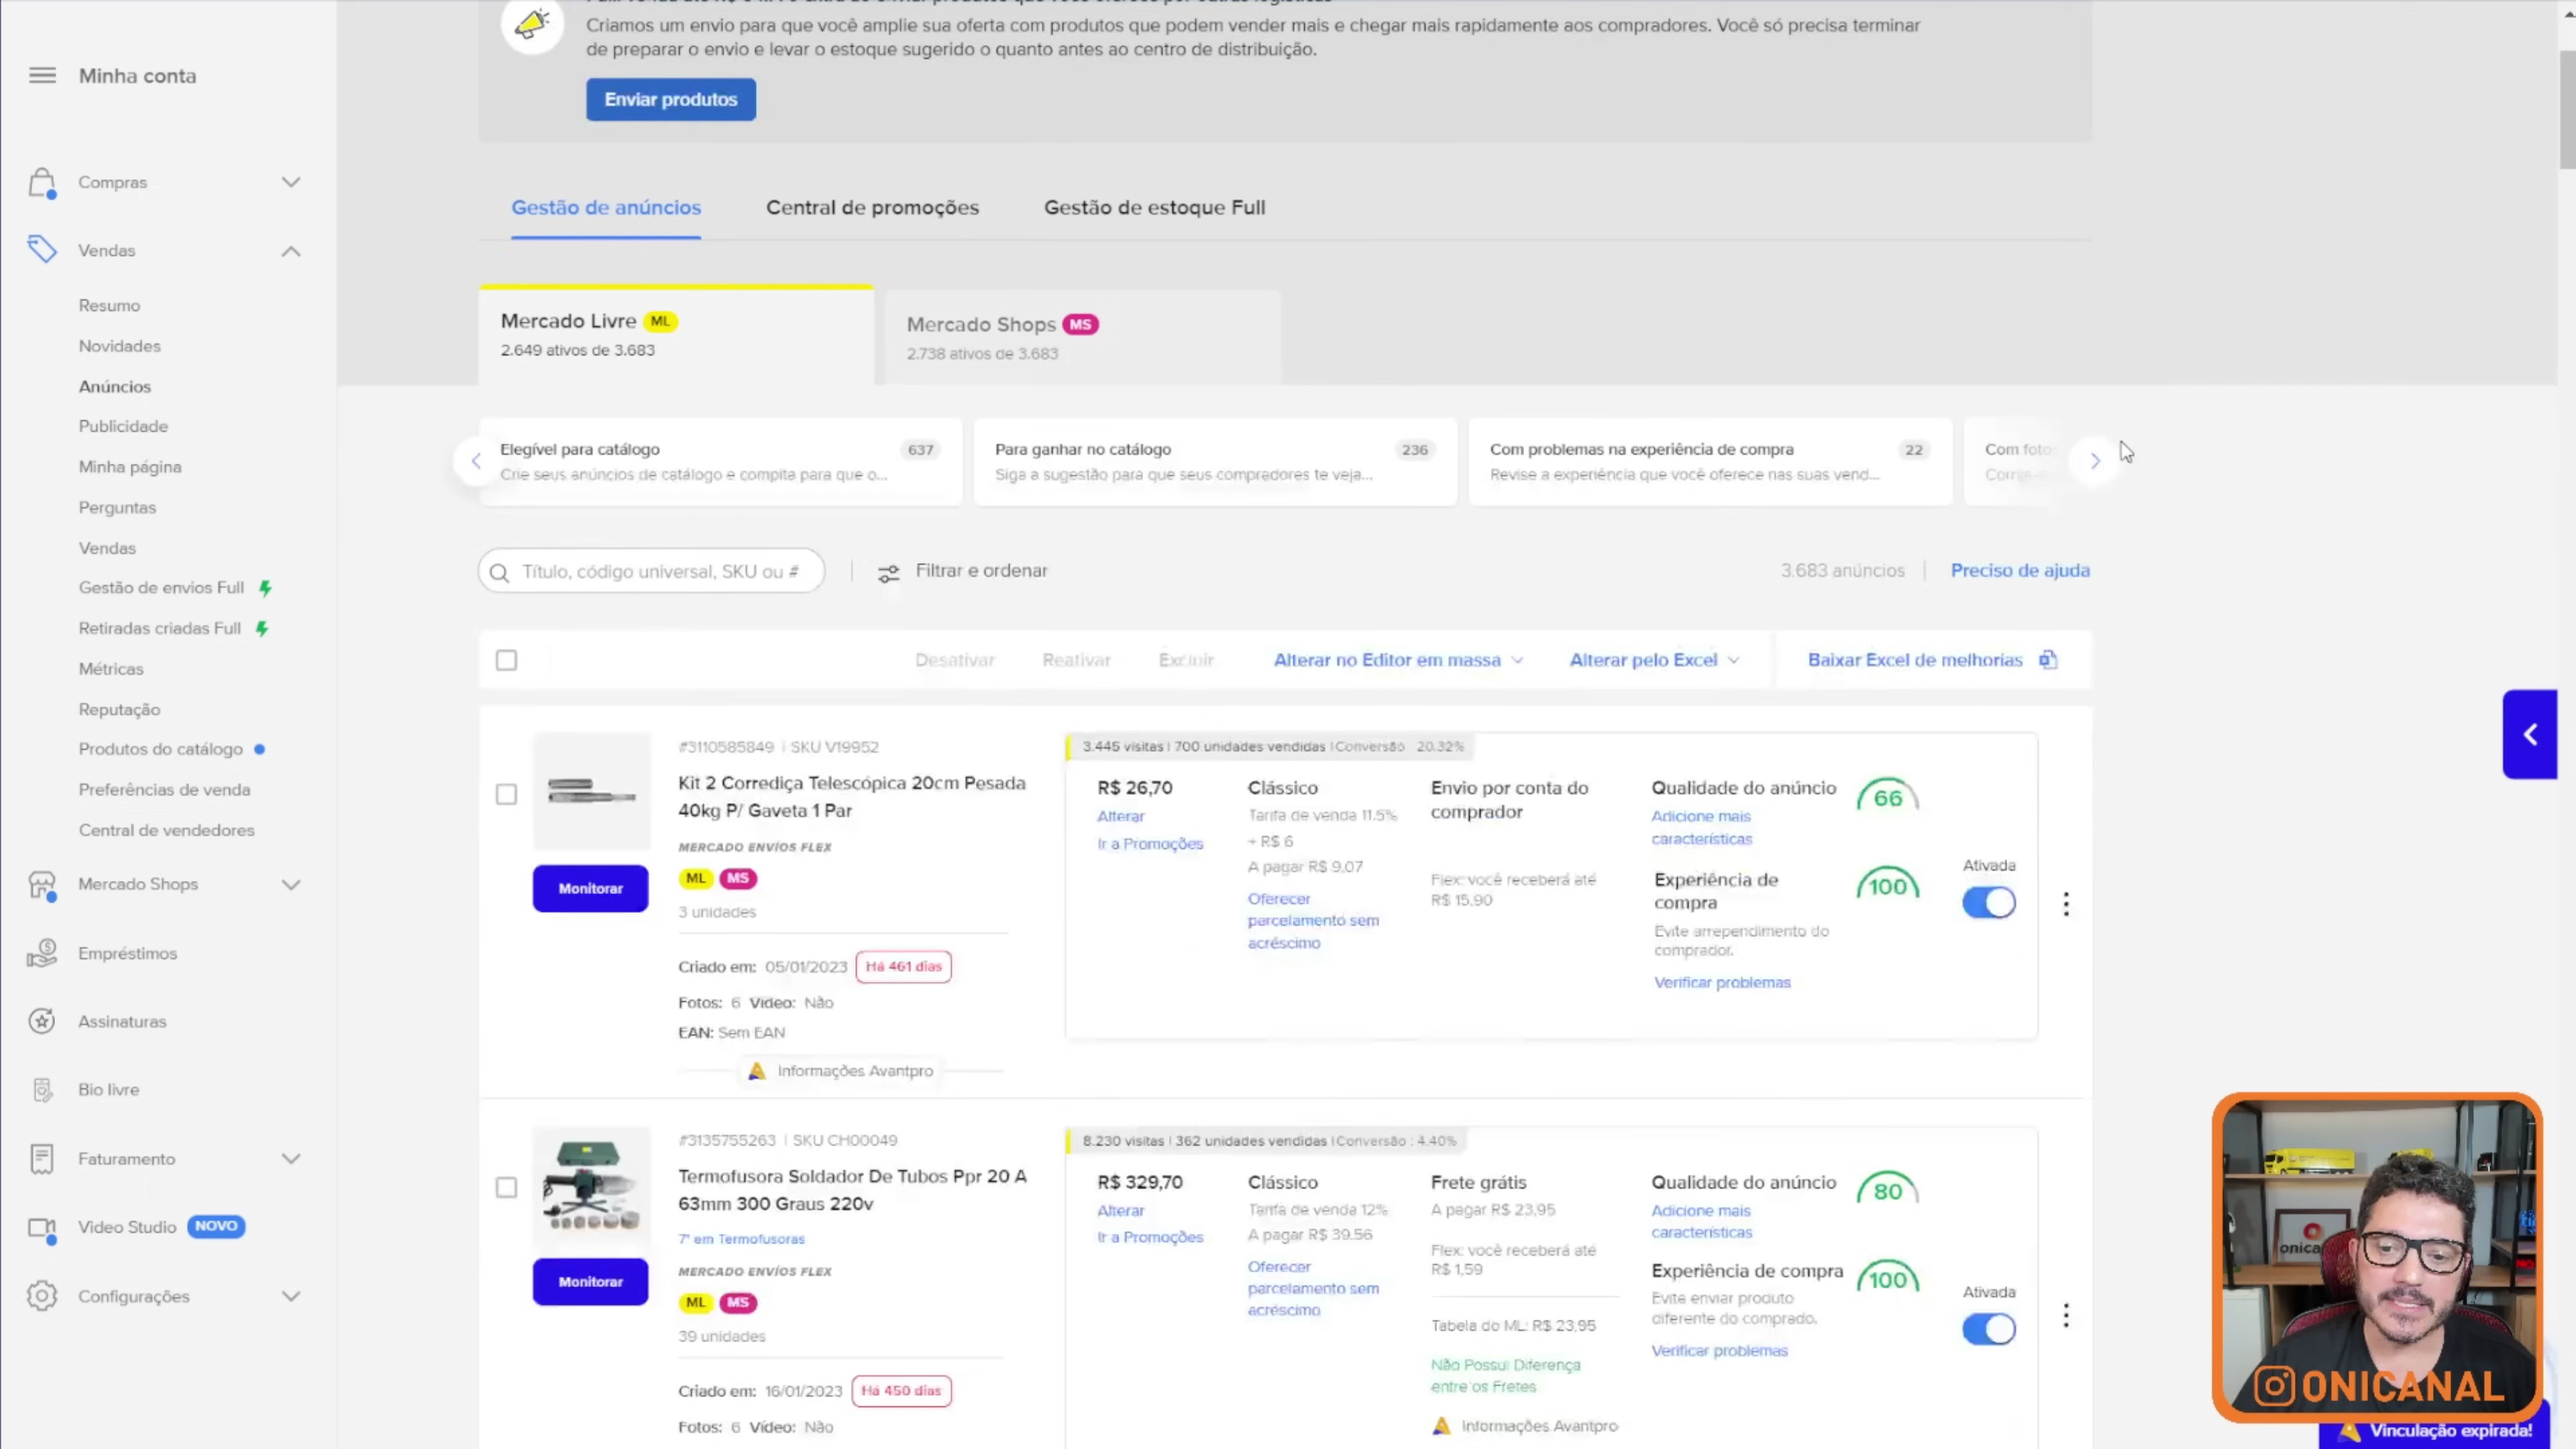 Criamos um envio para que você amplie sua oferta com produtos que podem vender mais e chegar mais rapidamente aos compradores. Você só precisa terminar
de preparar o envio e levar o estoque sugerido o quanto antes ao centro de distribuição.
Enviar produtos
Minha conta
Compras
Vendas
Resumo
Novidades
Anúncios
Publicidade
Minha página
Perguntas
Vendas
Gestão de envios Full
Retiradas criadas Full
Métricas
Reputação
Produtos do catálogo
Preferências de venda
Central de vendedores
Mercado Shops
Empréstimos
Assinaturas
Bio livre
Faturamento
Video Studio NOVO
Configurações
Gestão de anúncios
Central de promoções
Gestão de estoque Full
Mercado Livre ML
2.649 ativos de 3.683
Mercado Shops MS
2.738 ativos de 3.683
Elegível para catálogo 637
Crie seus anúncios de catálogo e compita para que o...
Para ganhar no catálogo 236
Siga a sugestão para que seus compradores te veja...
Com problemas na experiência de compra 22
Revise a experiência que você oferece nas suas vend...
Com foto
Título, código universal, SKU ou #
Filtrar e ordenar
3.683 anúncios
Preciso de ajuda
Desativar
Reativar
Excluir
Alterar no Editor em massa
Alterar pelo Excel
Baixar Excel de melhorias
#3110585849 | SKU V19952
Kit 2 Corrediça Telescópica 20cm Pesada
40kg P/ Gaveta 1 Par
MERCADO ENVÍOS FLEX
ML MS
3 unidades
Monitorar
Criado em: 05/01/2023 Há 461 dias
Fotos: 6 Vídeo: Não
EAN: Sem EAN
Informações Avantpro
3.445 visitas | 700 unidades vendidas | Conversão 20.32%
R$ 26,70
Alterar
Ir a Promoções
Clássico
Tarifa de venda 11.5%
+ R$ 6
A pagar R$ 9,07
Oferecer
parcelamento sem
acréscimo
Envio por conta do
comprador
Flex: você receberá até
R$ 15,90
Qualidade do anúncio 66
Adicione mais
características
Experiência de
compra
100
Evite arrependimento do
comprador.
Verificar problemas
Ativada
#3135755263 | SKU CH00049
Termofusora Soldador De Tubos Ppr 20 A
63mm 300 Graus 220v
7º em Termofusoras
MERCADO ENVÍOS FLEX
ML MS
39 unidades
Monitorar
Criado em: 16/01/2023 Há 450 dias
Fotos: 6 Vídeo: Não
8.230 visitas | 362 unidades vendidas | Conversão : 4.40%
R$ 329,70
Alterar
Ir a Promoções
Clássico
Tarifa de venda 12%
A pagar R$ 39.56
Oferecer
parcelamento sem
acréscimo
Frete grátis
A pagar R$ 23,95
Flex: você receberá até
R$ 1,59
Tabela do ML: R$ 23,95
Não Possui Diferença
entre os Fretes
Informações Avantpro
Qualidade do anúncio 80
Adicione mais
características
Experiência de compra 100
Evite enviar produto
diferente do comprado.
Verificar problemas
Ativada
onica
ONICANAL
Vinculação expirada!